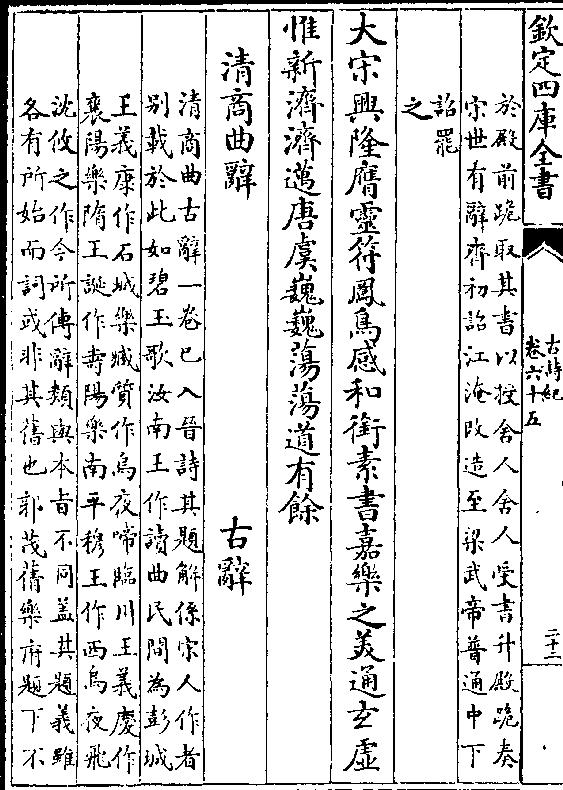 欽定四庫全書
古詩紀
卷六十五
二十三
於殿前跪取其書以授舍人舍人受書升殿跪奏
宋世有辭齊初詔江淹改造至梁武帝普通中下
詔罷
之
大宋興隆膺靈符鳳鳥感和銜素書嘉樂之美通玄虛
惟新濟濟邁唐虞巍巍蕩蕩道有餘
清商曲辭
古辭
清商曲古辭一卷已入晉詩其題解係宋人作者
别載於此如碧玉歌汝南王作讀曲民間為彭城
王義康作石城樂臧質作烏夜啼臨川王義慶作
襄陽樂隋王誕作壽陽樂南平穆王作西烏夜飛
沈攸之作今所傳辭類與本旨不同盖其題義雖
各有所始而詞或非其舊也郭茂蒨樂府題下不